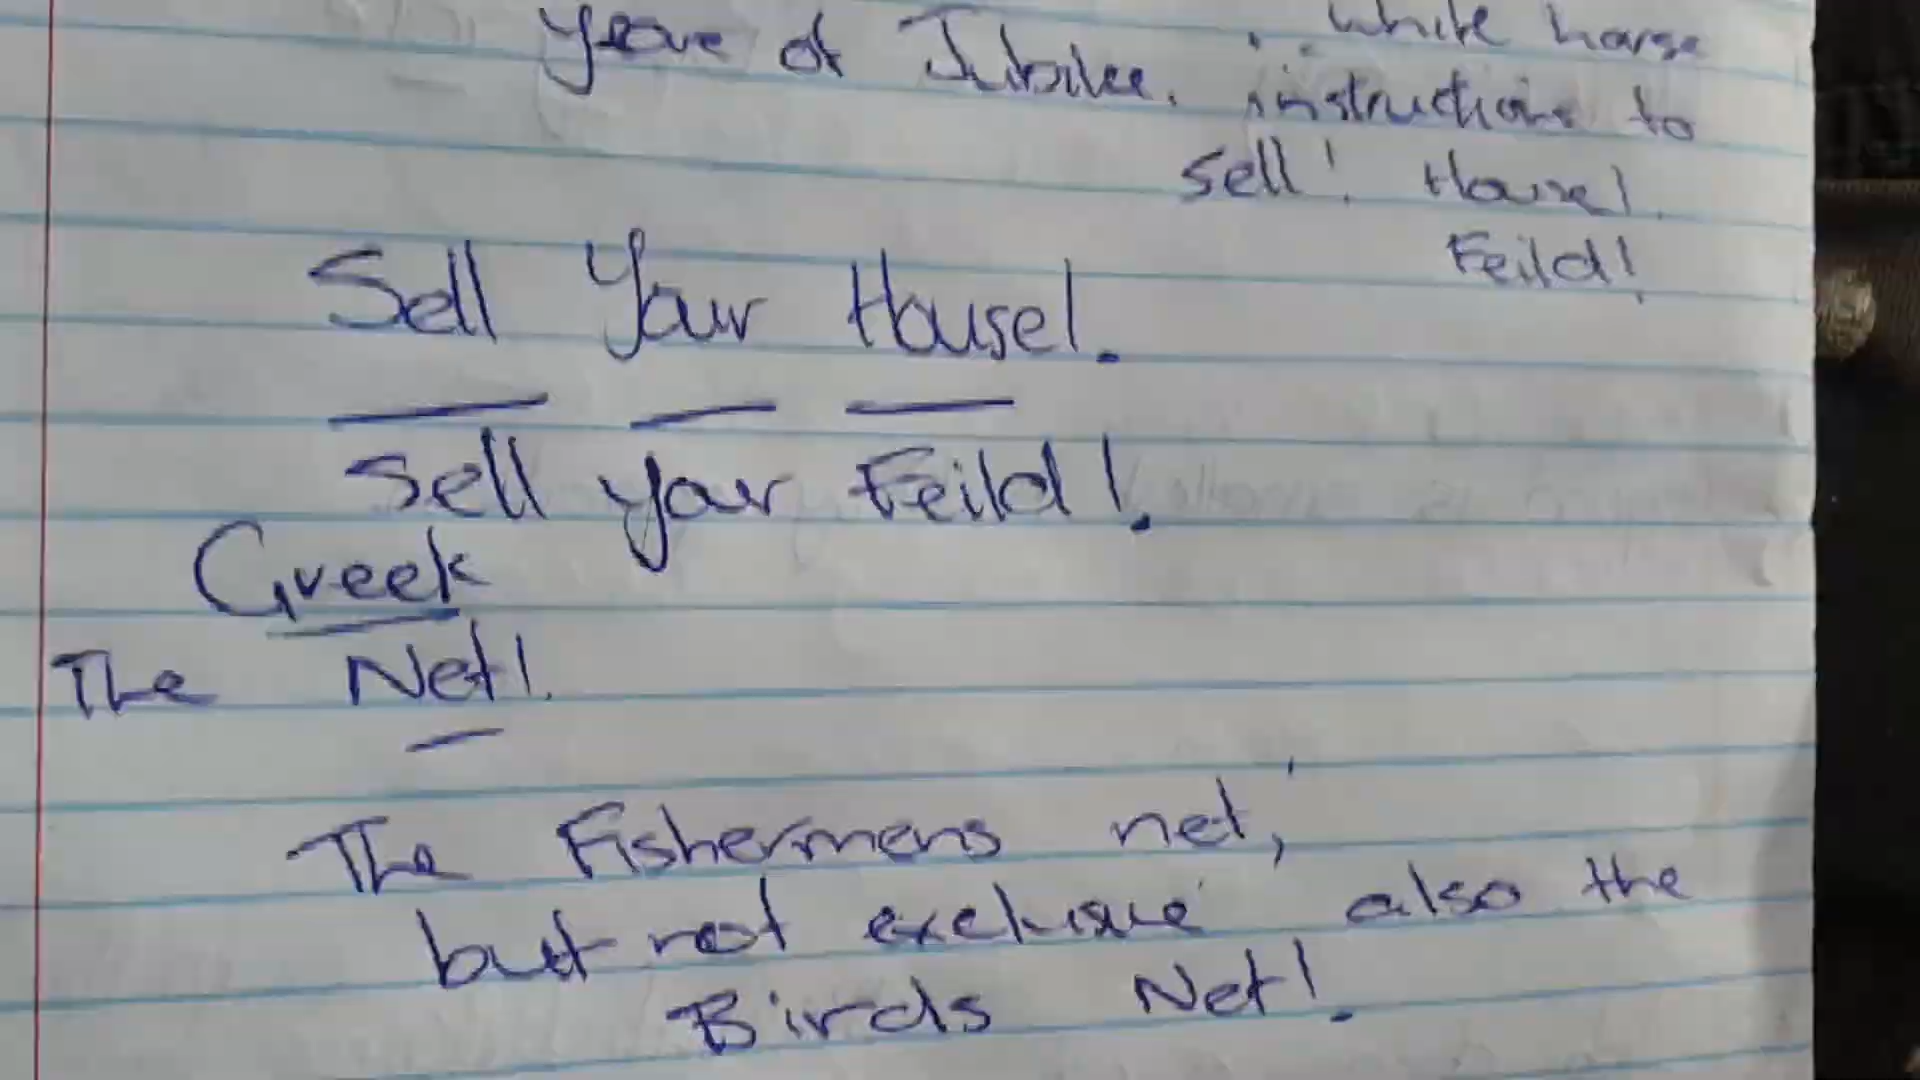 Year of Jubilee.
white horse
instructions to
sell! House!
Feild!
Sell Your House!.
Sell your Feild!.
Greek
The Net!.
The Fishermens net,
but not exclusive also the
Birds Net!.